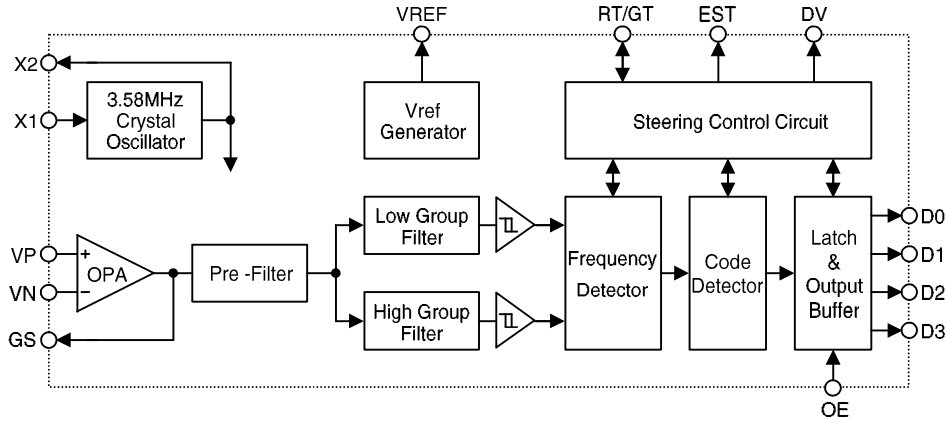 VREF
RT/GT
EST
DV
X2
X1
3.58MHz
Crystal
Oscillator
Vref
Generator
Steering Control Circuit
VP
VN
GS
+
−
OPA
Pre -Filter
Low Group
Filter
High Group
Filter
Frequency
Detector
Code
Detector
Latch
&
Output
Buffer
D0
D1
D2
D3
OE